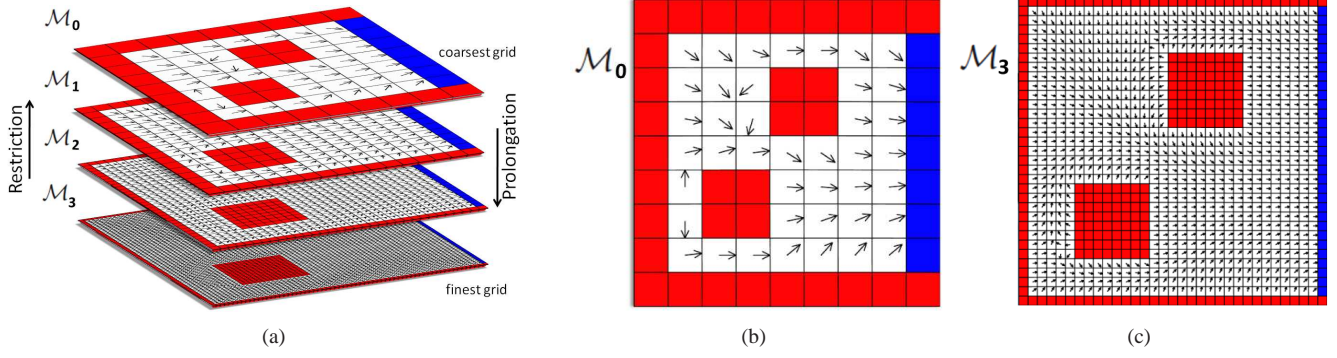 M₀
coarsest grid
M₁
Restriction
M₂
Prolongation
M₃
finest grid
(a)
M₀
(b)
M₃
(c)